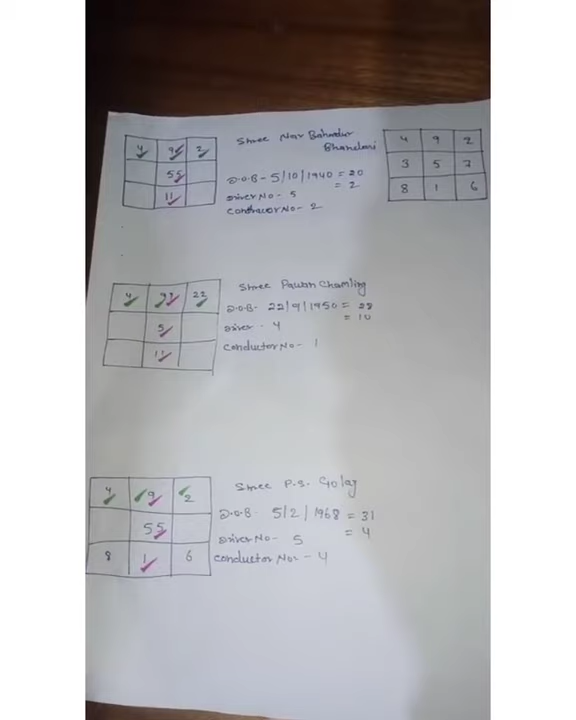 4 9 2
55
11
Shree Nar Bahadur
Bhandari
D.O.B - 5/10/1940 = 20
= 2
Driver No - 5
Conductor No - 2
4 9 2
3 5 7
8 1 6
4 99 22
5
11
Shree Pawan Chamling
D.O.B - 22/9/1950 = 28
= 10
Driver - 4
Conductor No - 1
4 9 2
55
8 1 6
Shree P.S. Golay
D.O.B - 5/2/1968 = 31
= 4
Driver No - 5
Conductor No - 4